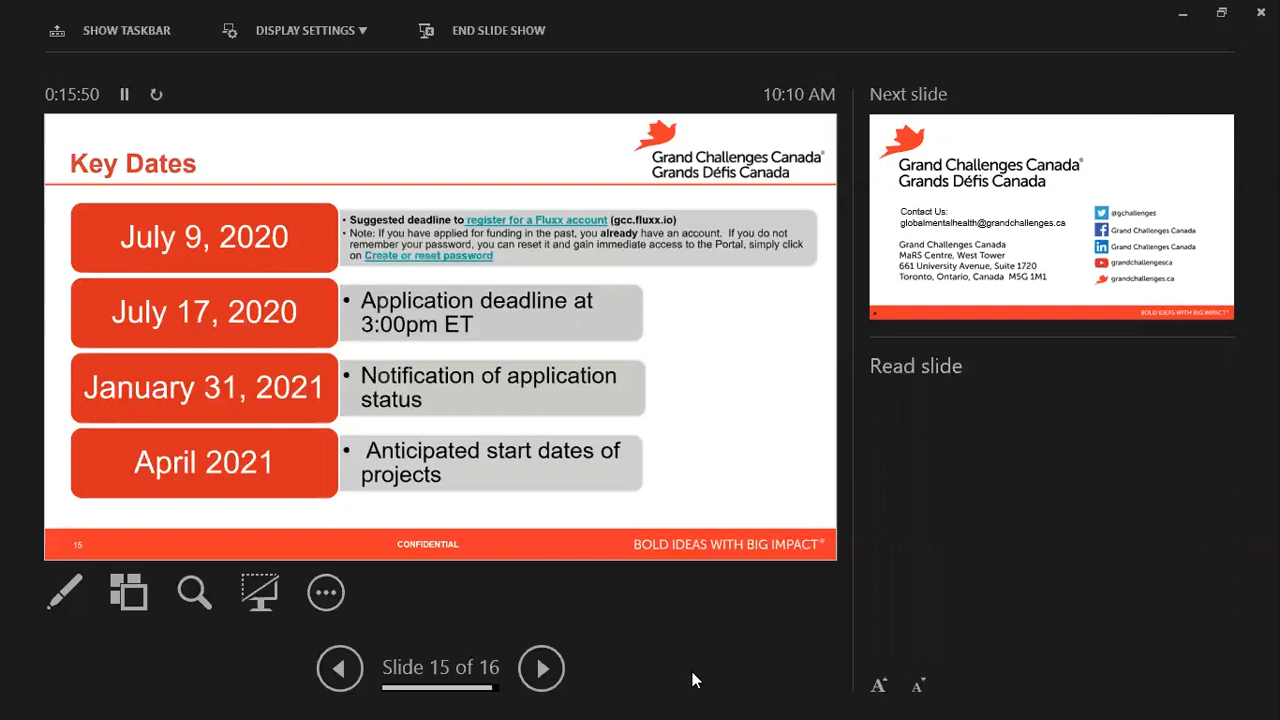 SHOW TASKBAR
DISPLAY SETTINGS ▼
END SLIDE SHOW
0:15:50
10:10 AM
Key Dates
Grand Challenges Canada®
Grands Défis Canada
July 9, 2020
• Suggested deadline to register for a Fluxx account (gcc.fluxx.io)
• Note: If you have applied for funding in the past, you already have an account. If you do not
remember your password, you can reset it and gain immediate access to the Portal, simply click
on Create or reset password
July 17, 2020
• Application deadline at
3:00pm ET
January 31, 2021
• Notification of application
status
April 2021
• Anticipated start dates of
projects
15
CONFIDENTIAL
BOLD IDEAS WITH BIG IMPACT®
Slide 15 of 16
Next slide
Grand Challenges Canada®
Grands Défis Canada
Contact Us:
globalmentalhealth@grandchallenges.ca
Grand Challenges Canada
MaRS Centre, West Tower
661 University Avenue, Suite 1720
Toronto, Ontario, Canada M5G 1M1
@gchallenges
Grand Challenges Canada
Grand Challenges Canada
grandchallengesca
grandchallenges.ca
BOLD IDEAS WITH BIG IMPACT®
Read slide
A
A